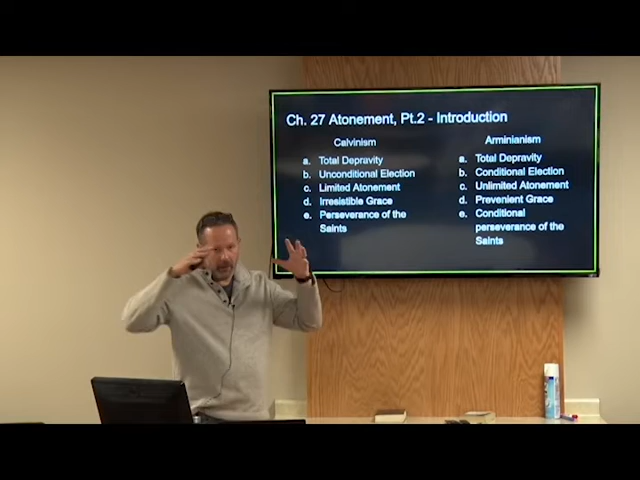 Ch. 27 Atonement, Pt.2 - Introduction
Calvinism
a. Total Depravity
b. Unconditional Election
c. Limited Atonement
d. Irresistible Grace
e. Perseverance of the
Saints
Arminianism
a. Total Depravity
b. Conditional Election
c. Unlimited Atonement
d. Prevenient Grace
e. Conditional
perseverance of the
Saints